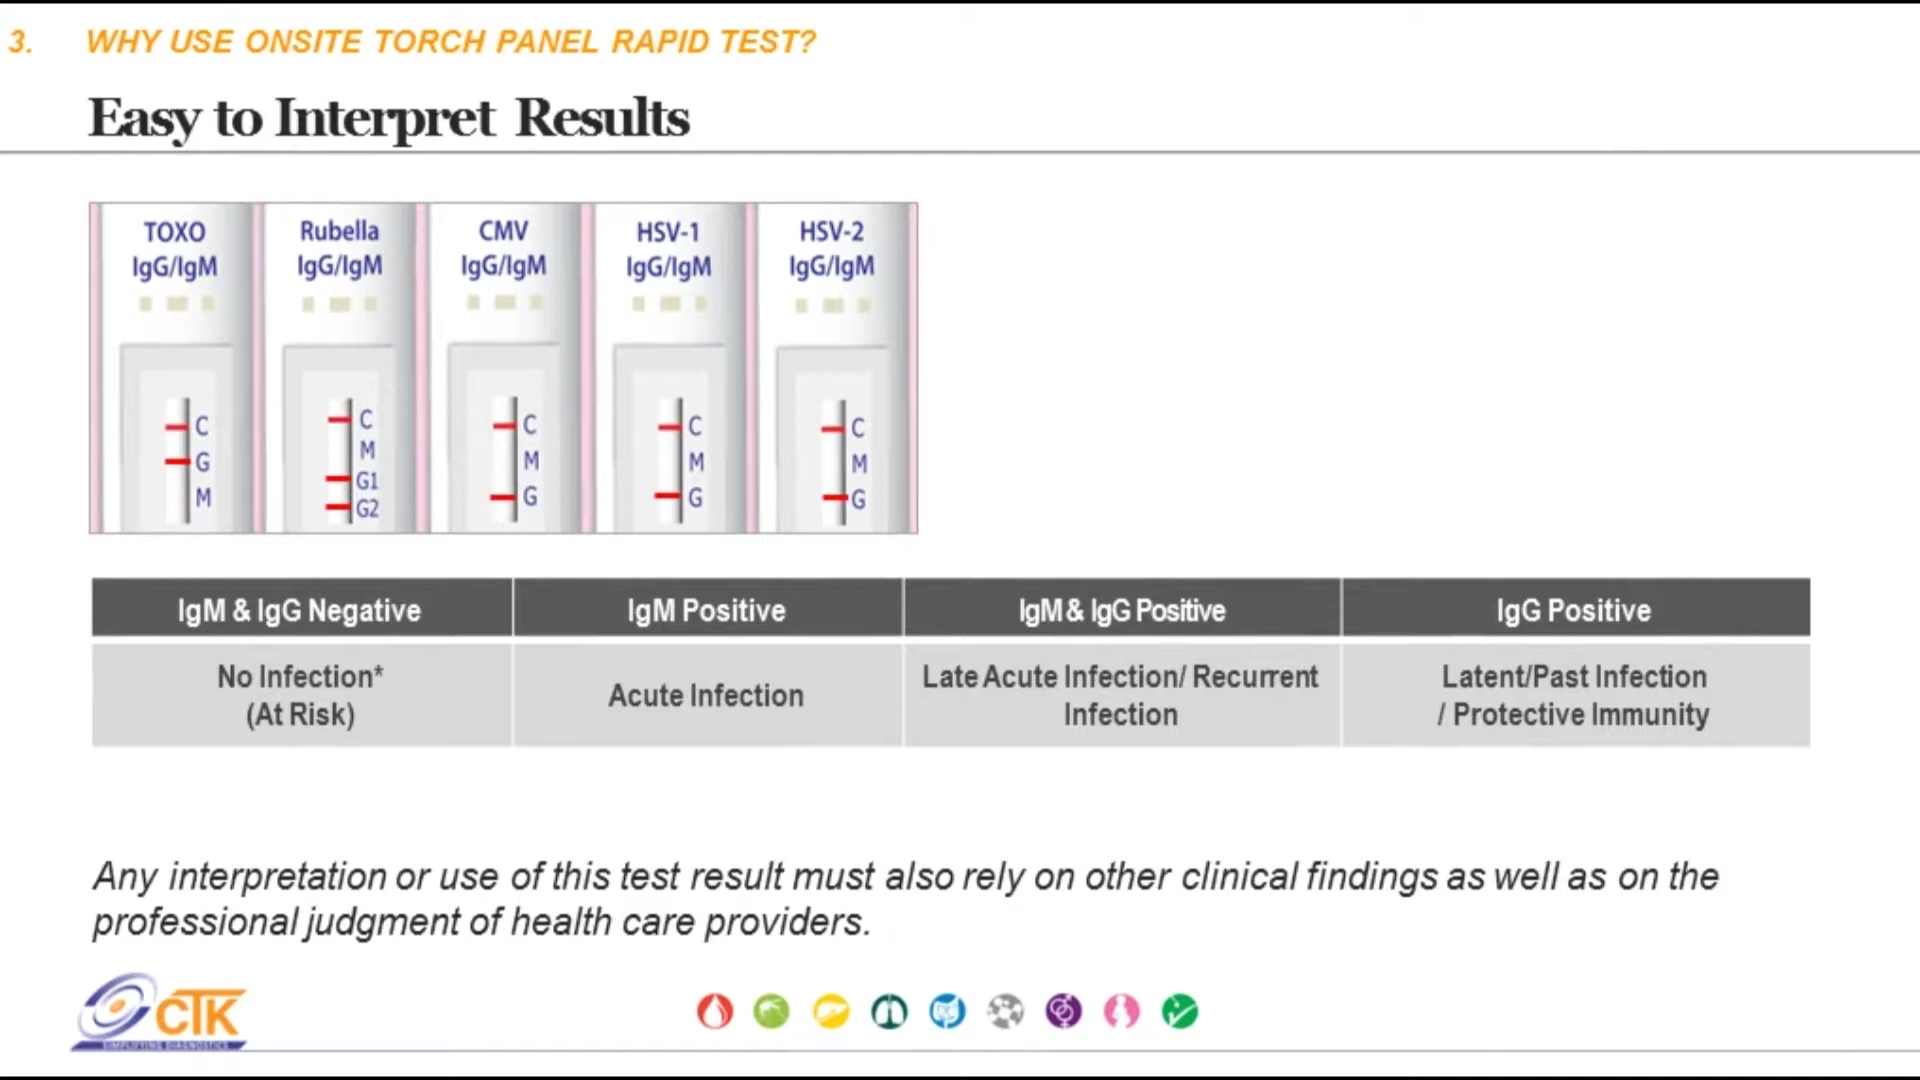 3. WHY USE ONSITE TORCH PANEL RAPID TEST?
Easy to Interpret Results
TOXO
IgG/IgM
C
G
M
Rubella
IgG/IgM
C
M
G1
G2
CMV
IgG/IgM
C
M
G
HSV-1
IgG/IgM
C
M
G
HSV-2
IgG/IgM
C
M
G
IgM & IgG Negative
IgM Positive
IgM & IgG Positive
IgG Positive
No Infection*
(At Risk)
Acute Infection
Late Acute Infection/ Recurrent
Infection
Latent/Past Infection
/ Protective Immunity
Any interpretation or use of this test result must also rely on other clinical findings as well as on the
professional judgment of health care providers.
CTK
SIMPLIFYING DIAGNOSTICS